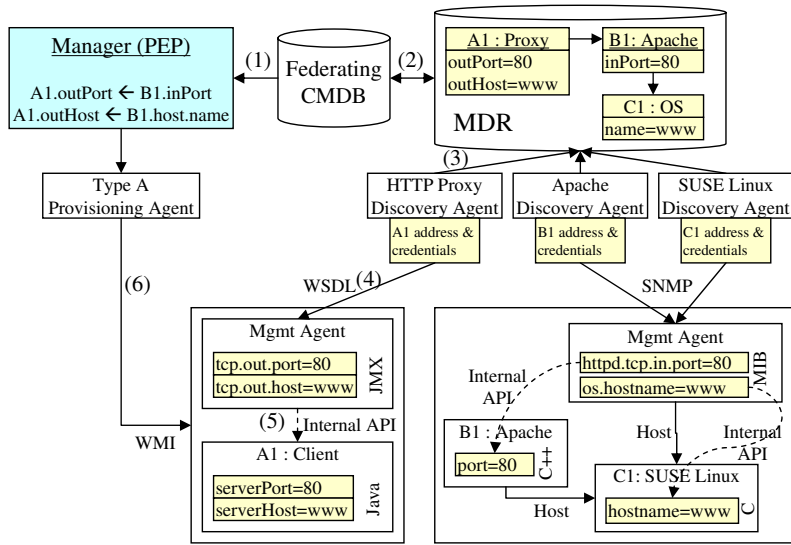 Manager (PEP)
A1.outPort ← B1.inPort
A1.outHost ← B1.host.name
(1)
Federating
CMDB
(2)
A1 : Proxy
outPort=80
outHost=www
B1: Apache
inPort=80
C1 : OS
name=www
MDR
(3)
Type A
Provisioning Agent
HTTP Proxy
Discovery Agent
A1 address &
credentials
Apache
Discovery Agent
B1 address &
credentials
SUSE Linux
Discovery Agent
C1 address &
credentials
(6)
WSDL
(4)
SNMP
Mgmt Agent
tcp.out.port=80
tcp.out.host=www
JMX
(5)
Internal API
WMI
A1 : Client
serverPort=80
serverHost=www
Java
Mgmt Agent
httpd.tcp.in.port=80
os.hostname=www
MIB
Internal
API
B1 : Apache
port=80
C++
Host
Internal
API
Host
C1: SUSE Linux
hostname=www
C